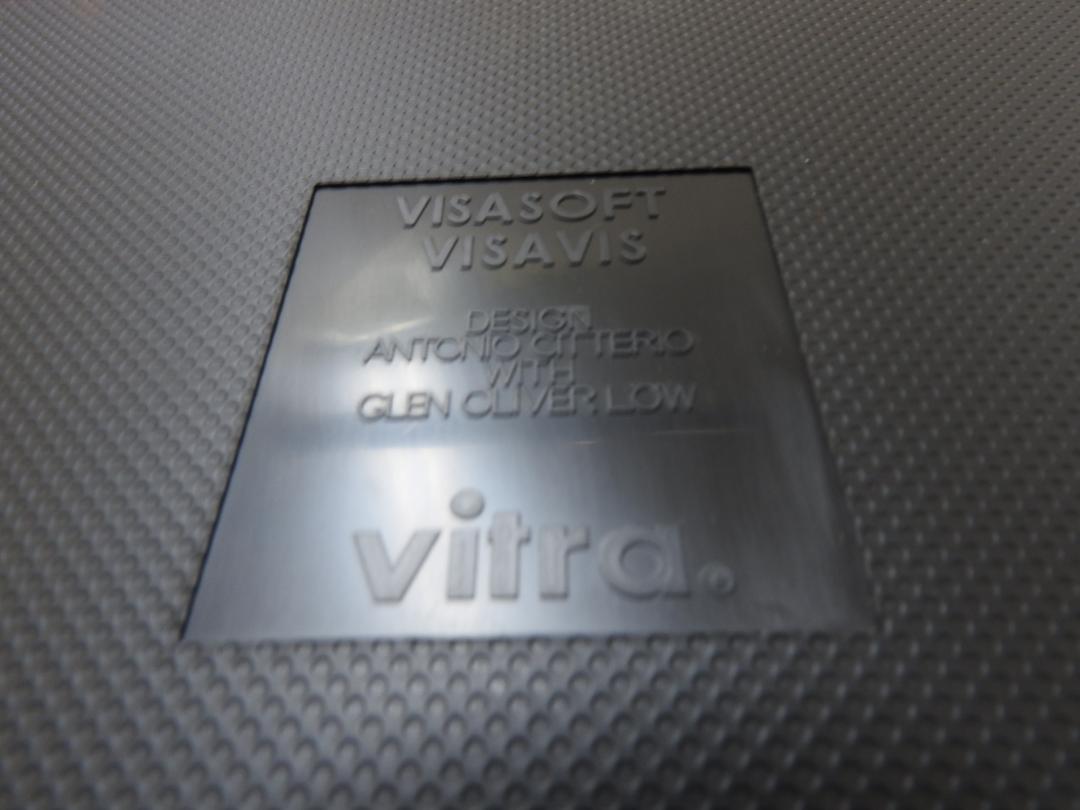 VISASOFT
VISAVIS
DESIGN
ANTONIO CITTERIO
WITH
GLEN OLIVER LOW
vitra.